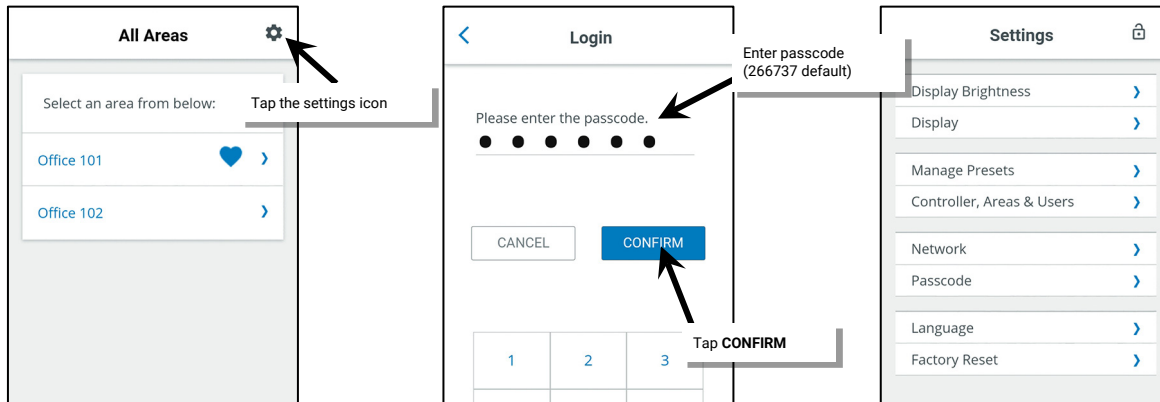 All Areas
Tap the settings icon
Select an area from below:
Office 101
Office 102
Login
Enter passcode
(266737 default)
Please enter the passcode.
CANCEL
CONFIRM
Tap CONFIRM
1 2 3
Settings
Display Brightness
Display
Manage Presets
Controller, Areas & Users
Network
Passcode
Language
Factory Reset